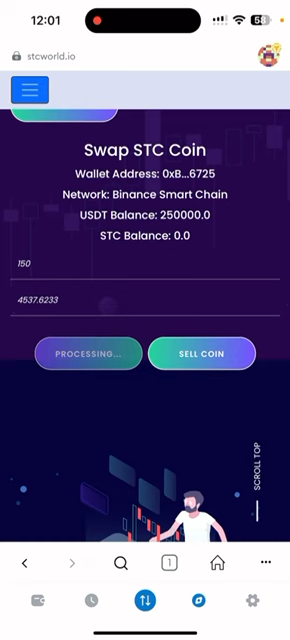 12:01
58
stcworld.io
Swap STC Coin
Wallet Address: 0xB...6725
Network: Binance Smart Chain
USDT Balance: 250000.0
STC Balance: 0.0
150
4537.6233
PROCESSING...
SELL COIN
SCROLL TOP
1